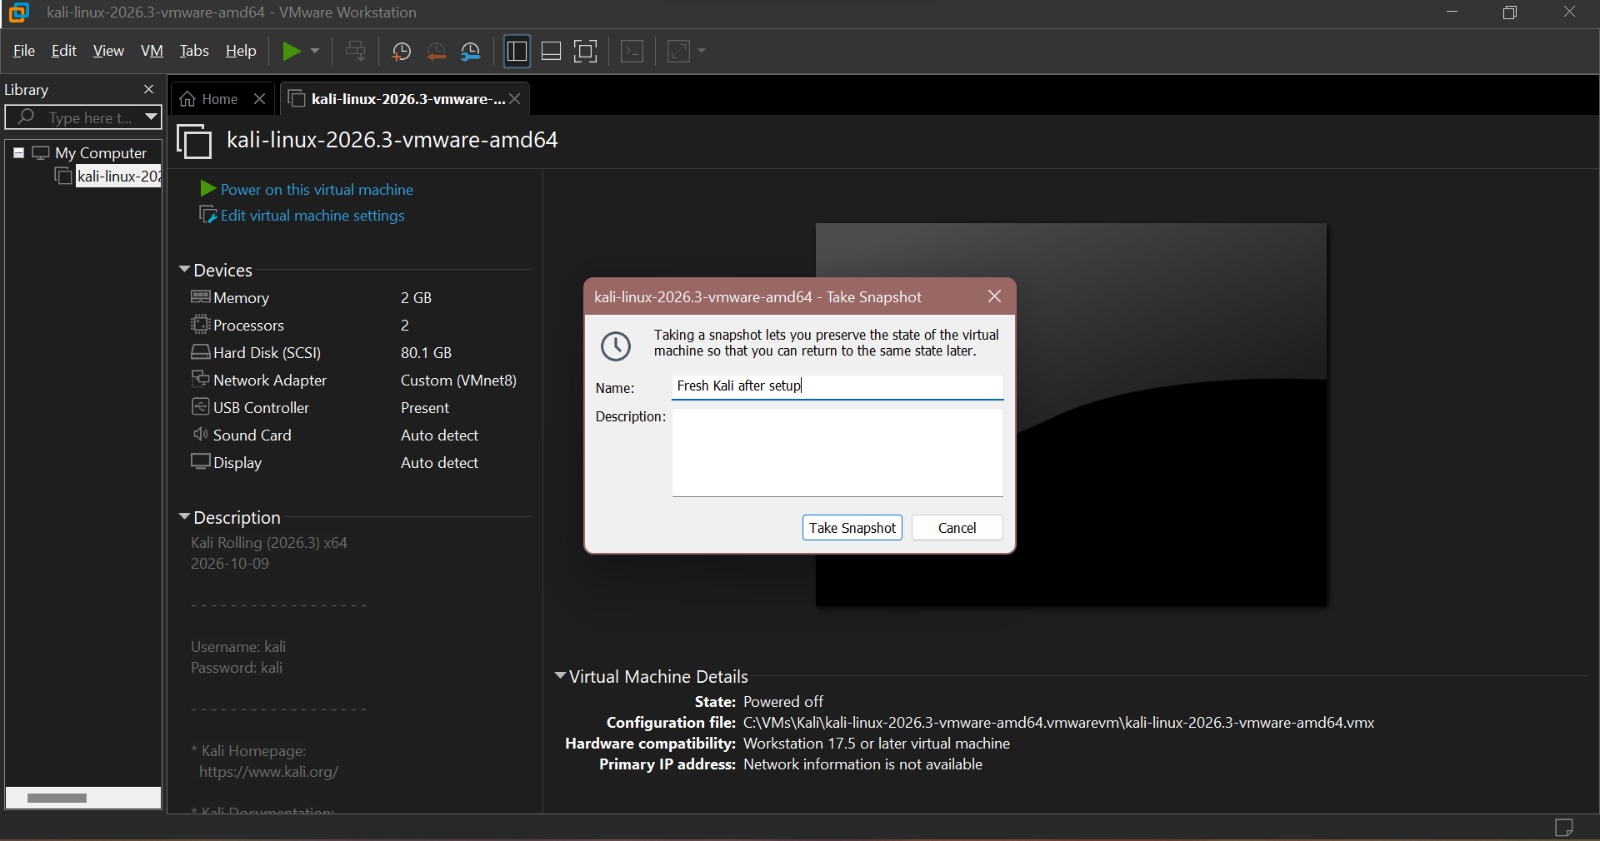 kali-linux-2026.3-vmware-amd64 - VMware Workstation
File Edit View VM Tabs Help
Library
Type here t...
My Computer
kali-linux-202
Home
kali-linux-2026.3-vmware-...
kali-linux-2026.3-vmware-amd64
Power on this virtual machine
Edit virtual machine settings
Devices
Memory 2 GB
Processors 2
Hard Disk (SCSI) 80.1 GB
Network Adapter Custom (VMnet8)
USB Controller Present
Sound Card Auto detect
Display Auto detect
Description
Kali Rolling (2026.3) x64
2026-10-09
- - - - - - - - - - - - - - - - - -
Username: kali
Password: kali
- - - - - - - - - - - - - - - - - -
* Kali Homepage:
https://www.kali.org/
* Kali Documentation:
kali-linux-2026.3-vmware-amd64 - Take Snapshot
Taking a snapshot lets you preserve the state of the virtual
machine so that you can return to the same state later.
Name: Fresh Kali after setup
Description:
Take Snapshot Cancel
Virtual Machine Details
State: Powered off
Configuration file: C:\VMs\Kali\kali-linux-2026.3-vmware-amd64.vmwarevm\kali-linux-2026.3-vmware-amd64.vmx
Hardware compatibility: Workstation 17.5 or later virtual machine
Primary IP address: Network information is not available